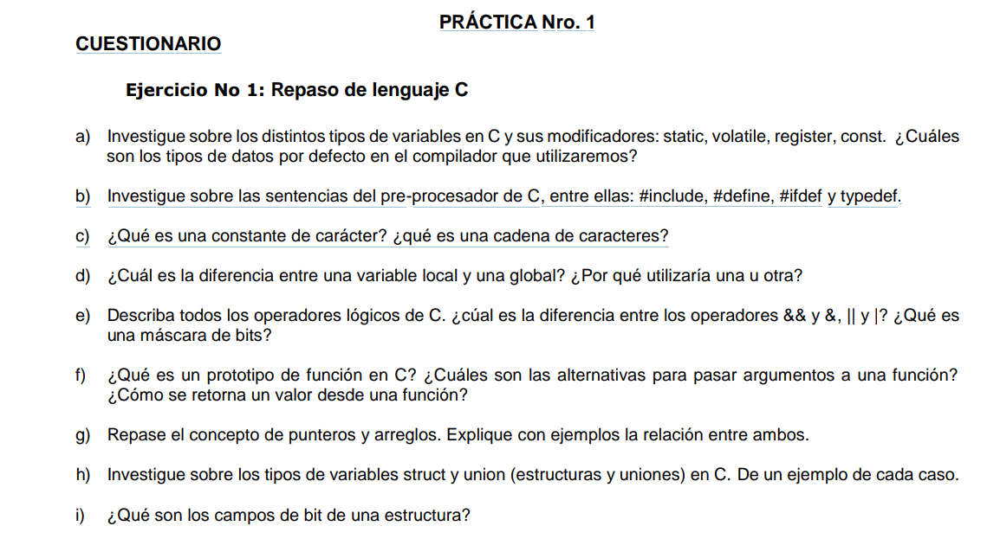 PRÁCTICA Nro. 1
CUESTIONARIO
Ejercicio No 1: Repaso de lenguaje C
a) Investigue sobre los distintos tipos de variables en C y sus modificadores: static, volatile, register, const. ¿Cuáles
son los tipos de datos por defecto en el compilador que utilizaremos?
b) Investigue sobre las sentencias del pre-procesador de C, entre ellas: #include, #define, #ifdef y typedef.
c) ¿Qué es una constante de carácter? ¿qué es una cadena de caracteres?
d) ¿Cuál es la diferencia entre una variable local y una global? ¿Por qué utilizaría una u otra?
e) Describa todos los operadores lógicos de C. ¿cúal es la diferencia entre los operadores && y &, || y |? ¿Qué es
una máscara de bits?
f) ¿Qué es un prototipo de función en C? ¿Cuáles son las alternativas para pasar argumentos a una función?
¿Cómo se retorna un valor desde una función?
g) Repase el concepto de punteros y arreglos. Explique con ejemplos la relación entre ambos.
h) Investigue sobre los tipos de variables struct y union (estructuras y uniones) en C. De un ejemplo de cada caso.
i) ¿Qué son los campos de bit de una estructura?